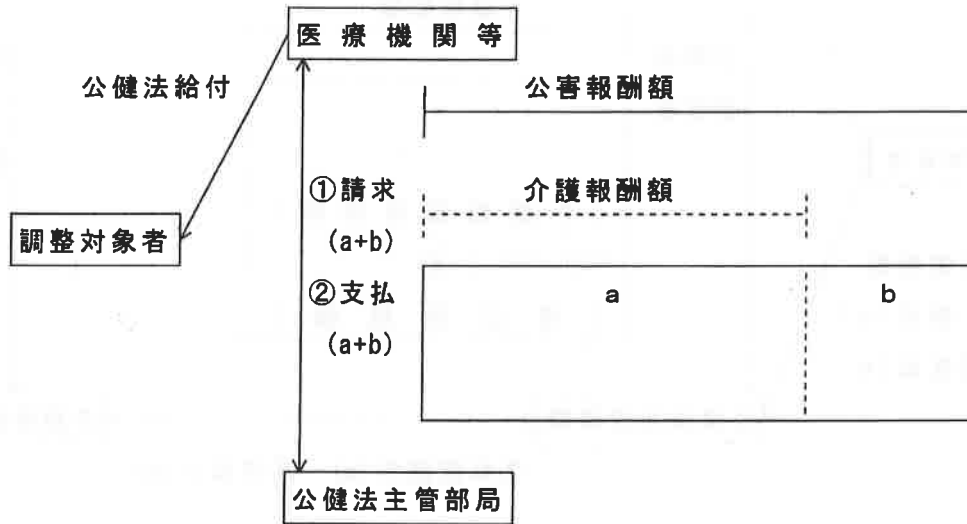 医療機関等
公健法給付
公害報酬額
①請求
介護報酬額
(a+b)
調整対象者
②支払
a
b
(a+b)
公健法主管部局